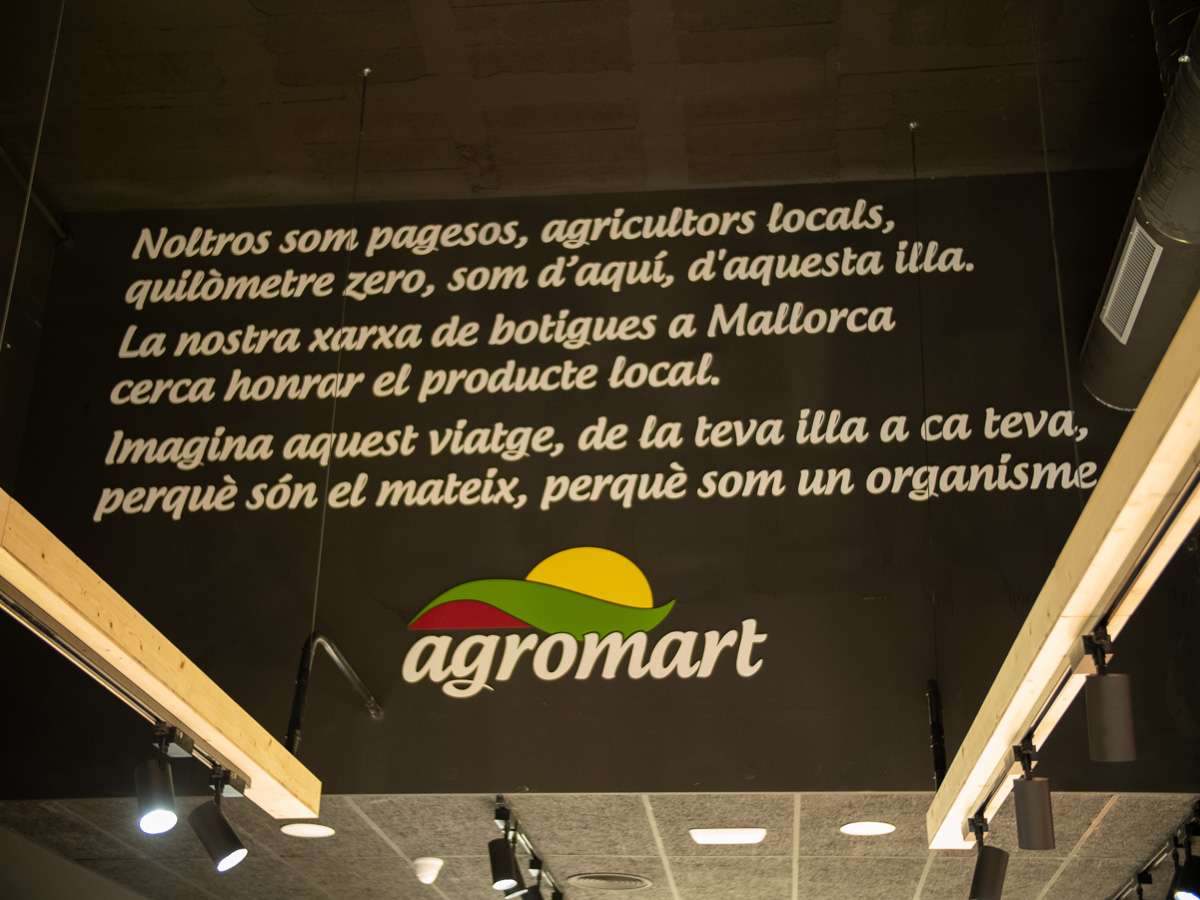 Noltros som pagesos, agricultors locals,
quilòmetre zero, som d’aquí, d'aquesta illa.
La nostra xarxa de botigues a Mallorca
cerca honrar el producte local.
Imagina aquest viatge, de la teva illa a ca teva,
perquè són el mateix, perquè som un organisme
agromart